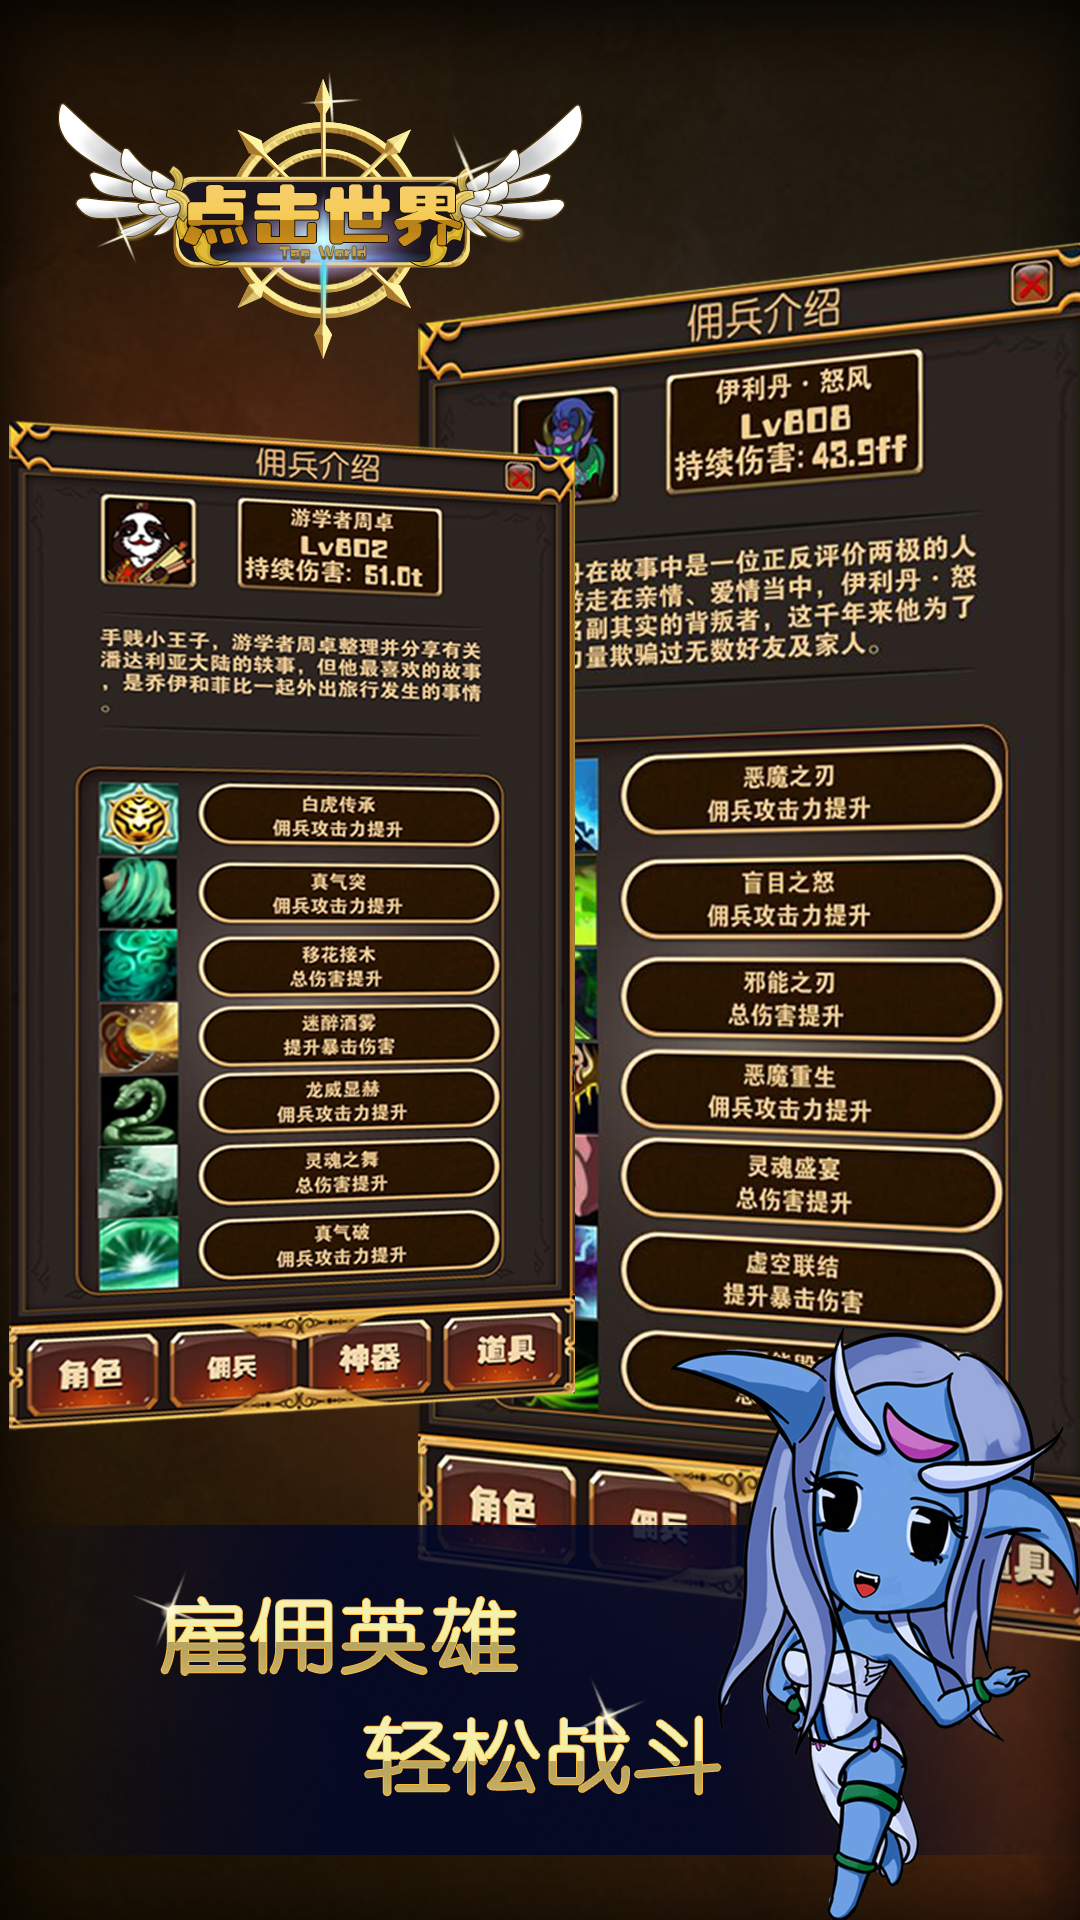 点击世界
Tap World
佣兵介绍
伊利丹·怒风
Lv808
持续伤害:43.9ff
在故事中是一位正反评价两极的人
走在亲情、爱情当中，伊利丹·怒
副其实的背叛者，这千年来他为了
量欺骗过无数好友及家人。
恶魔之刃
佣兵攻击力提升
盲目之怒
佣兵攻击力提升
邪能之刃
总伤害提升
恶魔重生
佣兵攻击力提升
灵魂盛宴
总伤害提升
虚空联结
提升暴击伤害
角色
佣兵
具
佣兵介绍
游学者周卓
Lv802
持续伤害: 51.0t
手贱小王子，游学者周卓整理并分享有关
潘达利亚大陆的轶事，但他最喜欢的故事
，是乔伊和菲比一起外出旅行发生的事情
。
白虎传承
佣兵攻击力提升
真气突
佣兵攻击力提升
移花接木
总伤害提升
迷醉酒雾
提升暴击伤害
龙威显赫
佣兵攻击力提升
灵魂之舞
总伤害提升
真气破
佣兵攻击力提升
角色
佣兵
神器
道具
雇佣英雄
轻松战斗